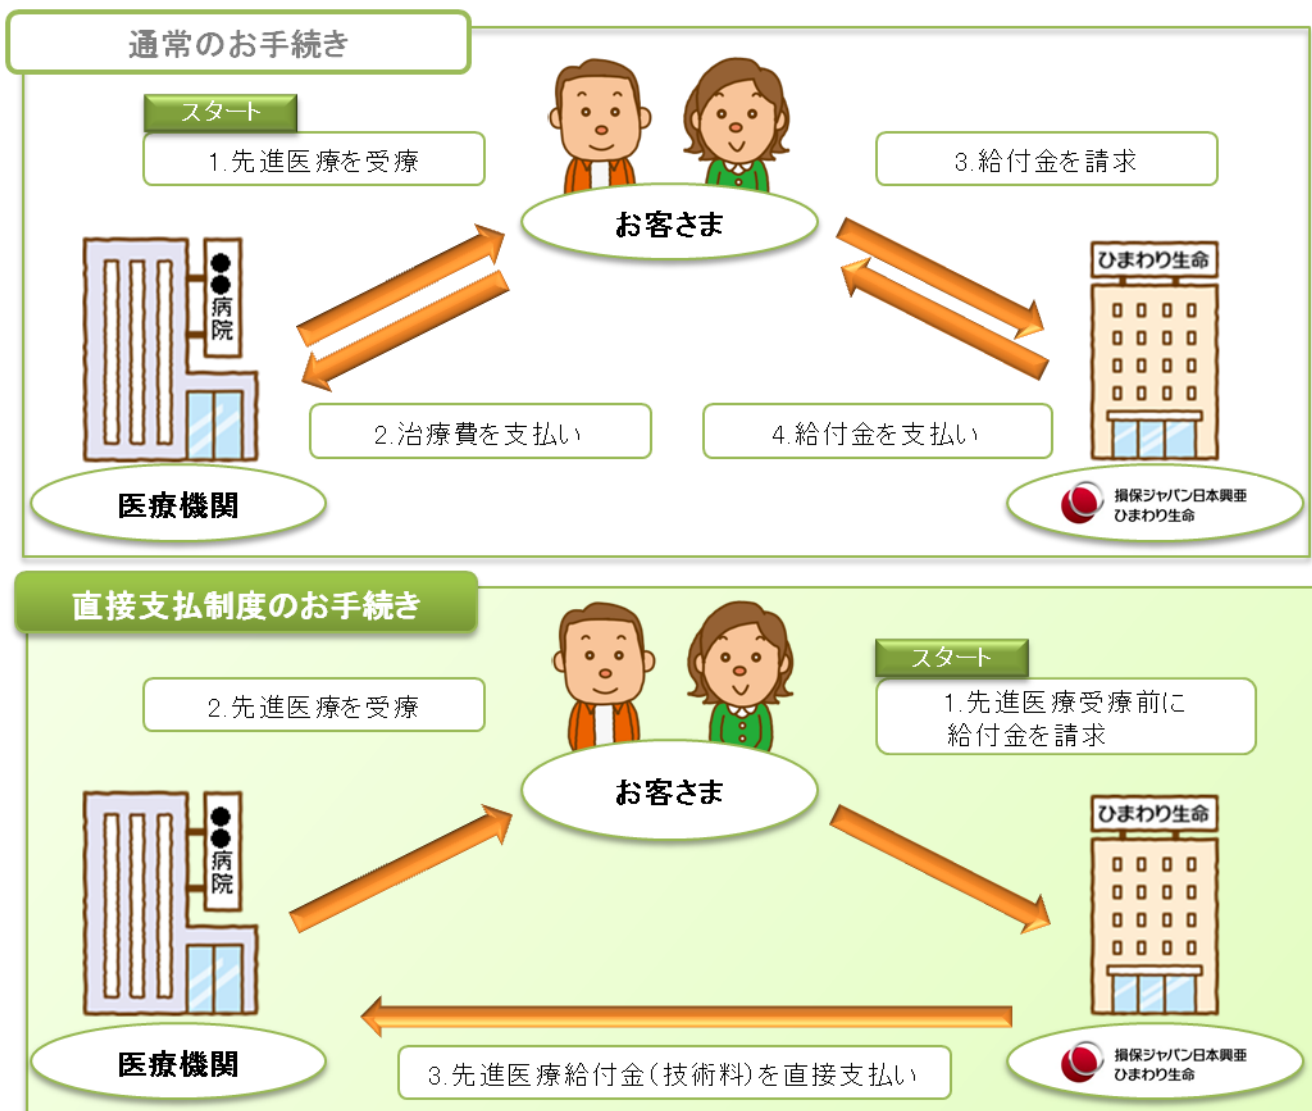 通常のお手続き
スタート
1.先進医療を受療
3.給付金を請求
お客さま
●●病院
ひまわり生命
2.治療費を支払い
4.給付金を支払い
医療機関
損保ジャパン日本興亜
ひまわり生命
直接支払制度のお手続き
2.先進医療を受療
スタート
1.先進医療受療前に
給付金を請求
お客さま
●●病院
ひまわり生命
医療機関
3.先進医療給付金(技術料)を直接支払い
損保ジャパン日本興亜
ひまわり生命